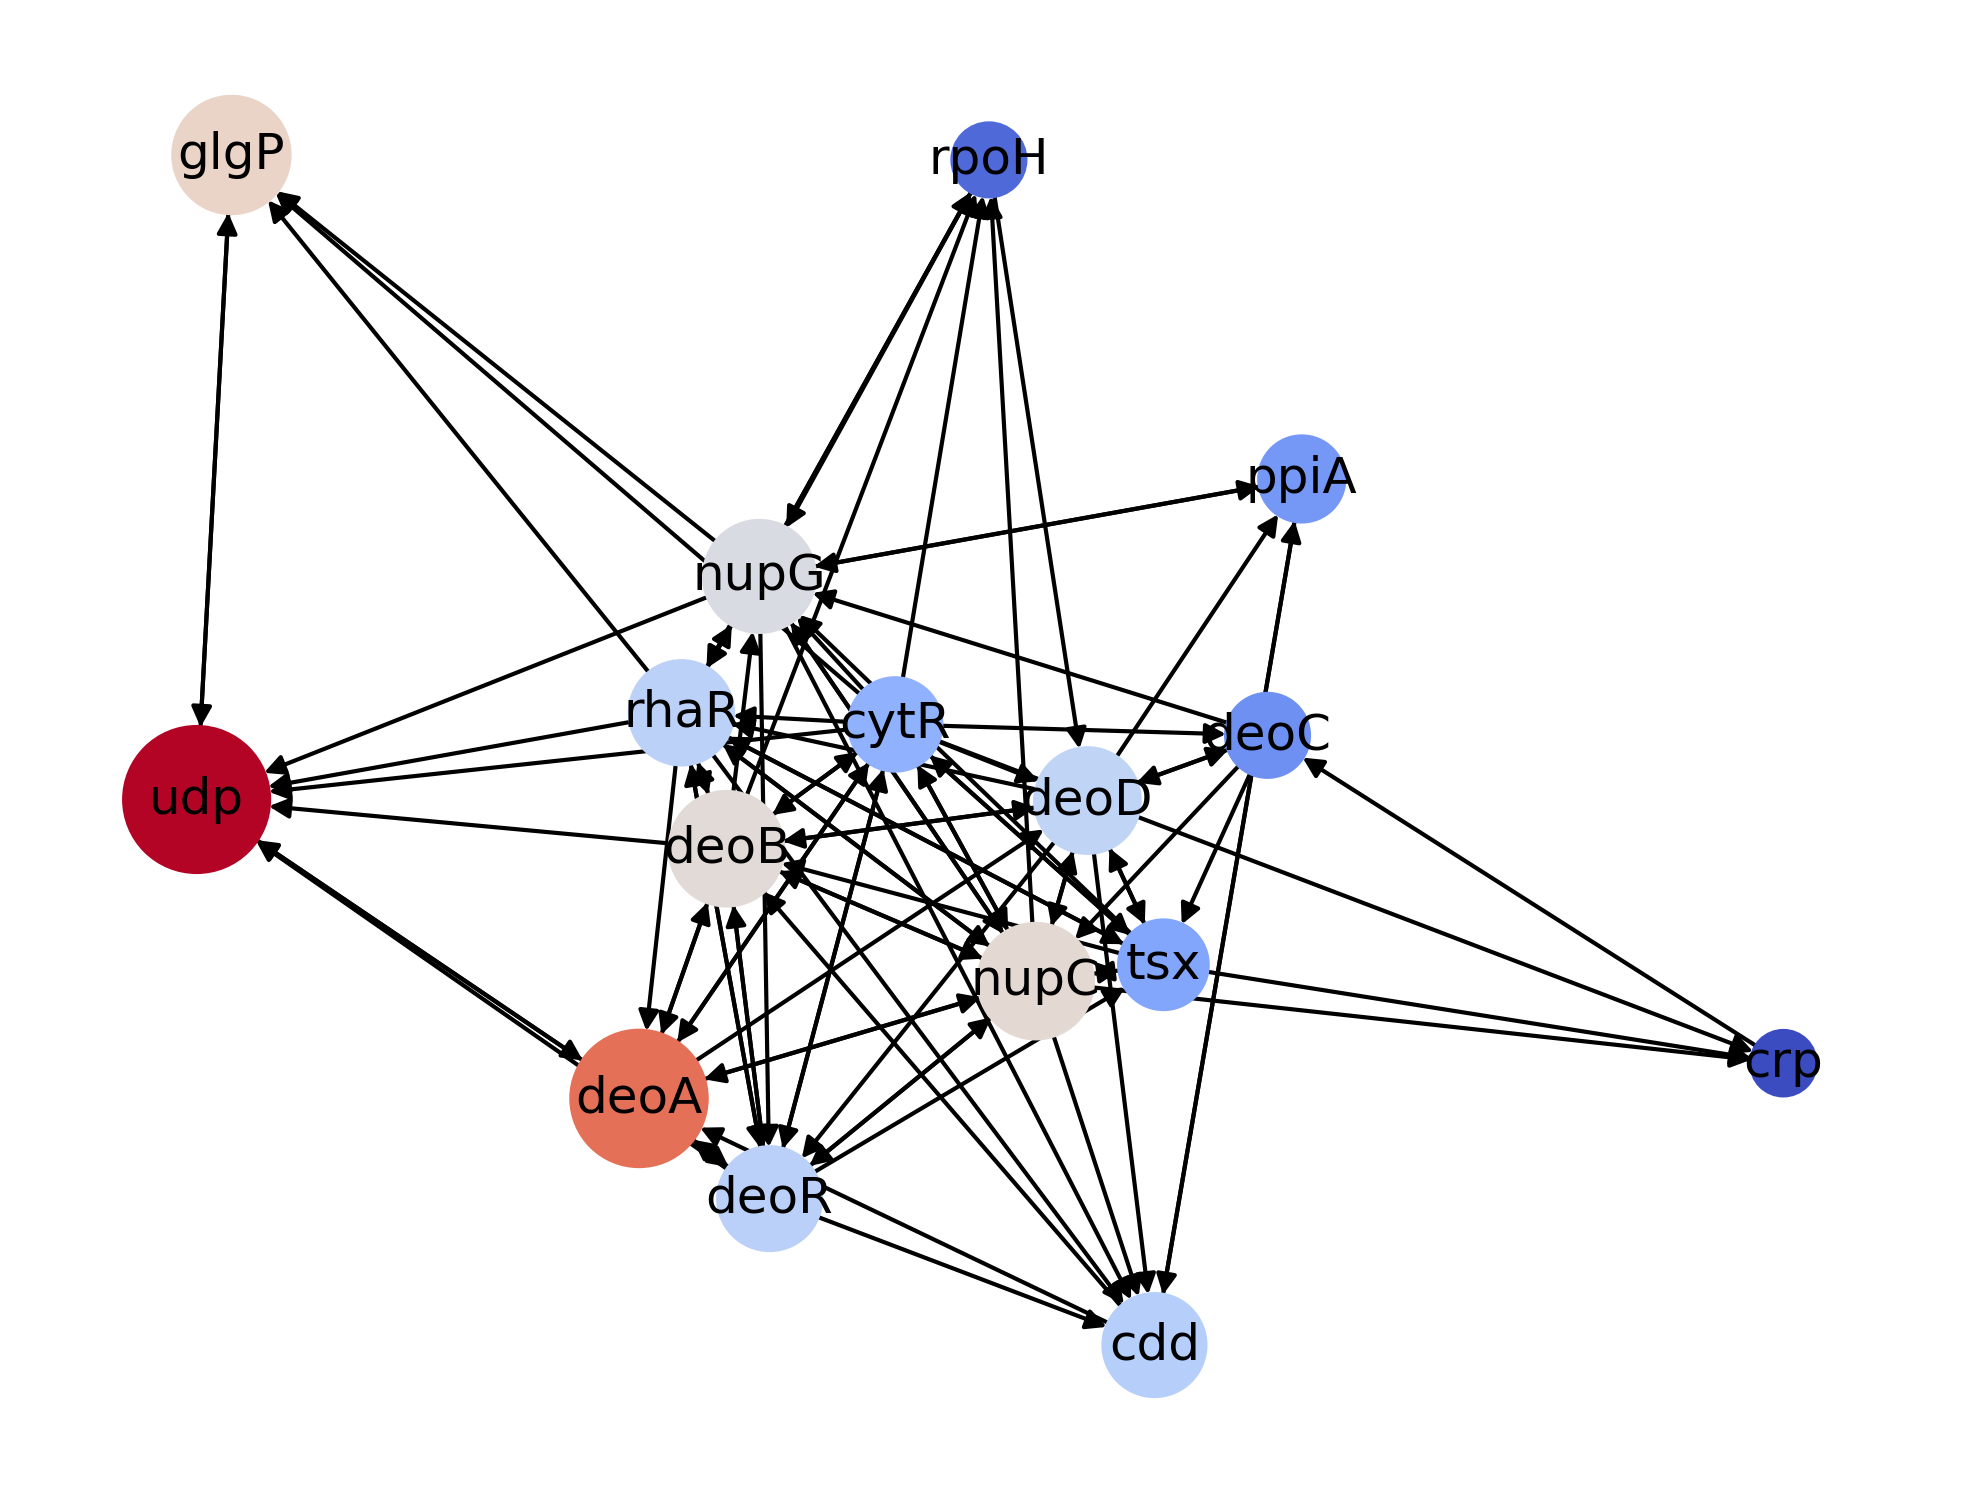 glgP
rpoH
ppiA
nupG
rhaR
cytR
deoC
udp
deoD
deoB
tsx
nupC
crp
deoA
deoR
cdd